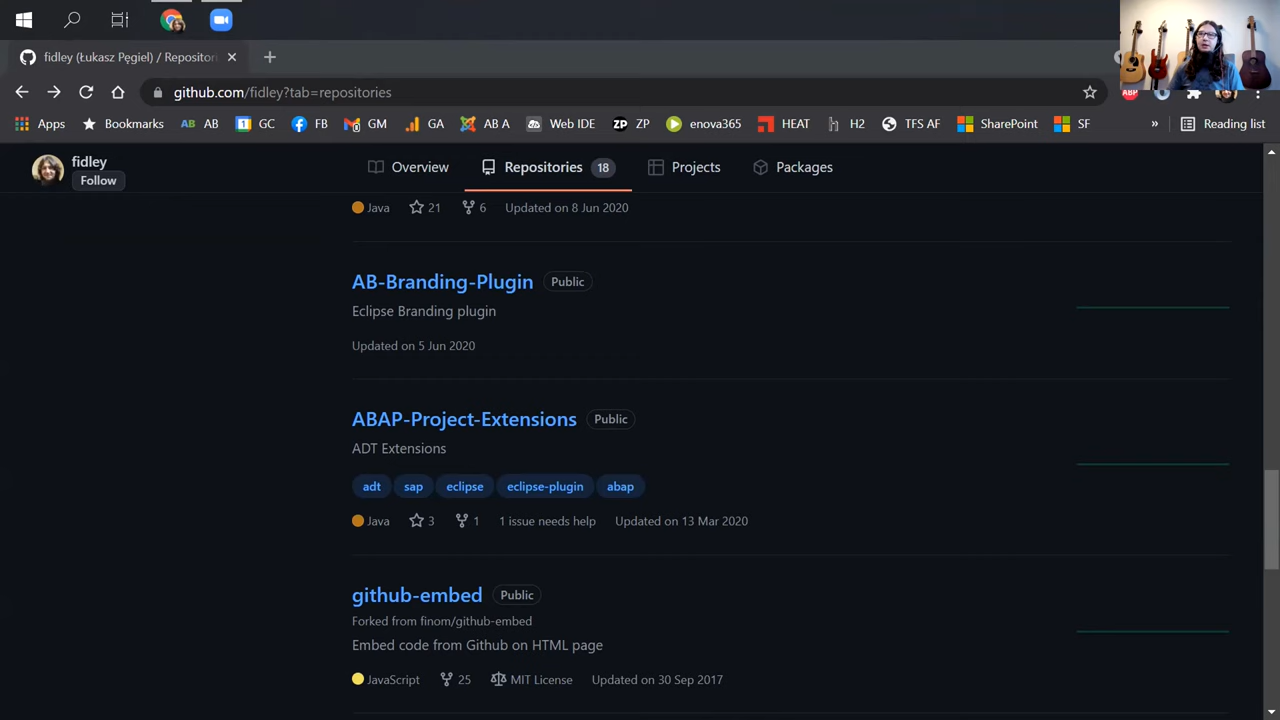 fidley (Łukasz Pęgiel) / Repositori
github.com/fidley?tab=repositories
ABP
Apps
Bookmarks
AB AB
1 GC
FB
GM
GA
AB A
Web IDE
ZP ZP
enova365
HEAT
H2
TFS AF
SharePoint
SF
»
Reading list
fidley
Follow
Overview
Repositories 18
Projects
Packages
Java 21 6 Updated on 8 Jun 2020
AB-Branding-Plugin Public
Eclipse Branding plugin
Updated on 5 Jun 2020
ABAP-Project-Extensions Public
ADT Extensions
adt sap eclipse eclipse-plugin abap
Java 3 1 1 issue needs help Updated on 13 Mar 2020
github-embed Public
Forked from finom/github-embed
Embed code from Github on HTML page
JavaScript 25 MIT License Updated on 30 Sep 2017